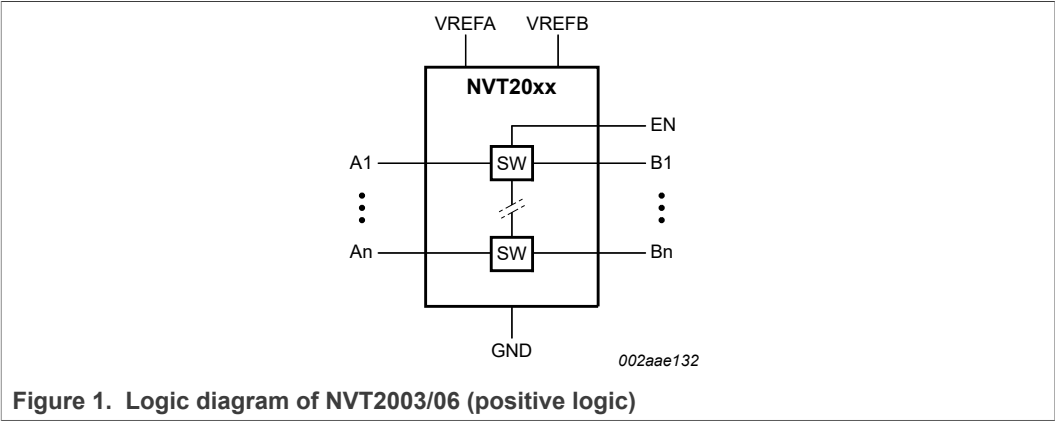 VREFA VREFB
NVT20xx
EN
A1 SW B1
An SW Bn
GND
002aae132
Figure 1. Logic diagram of NVT2003/06 (positive logic)